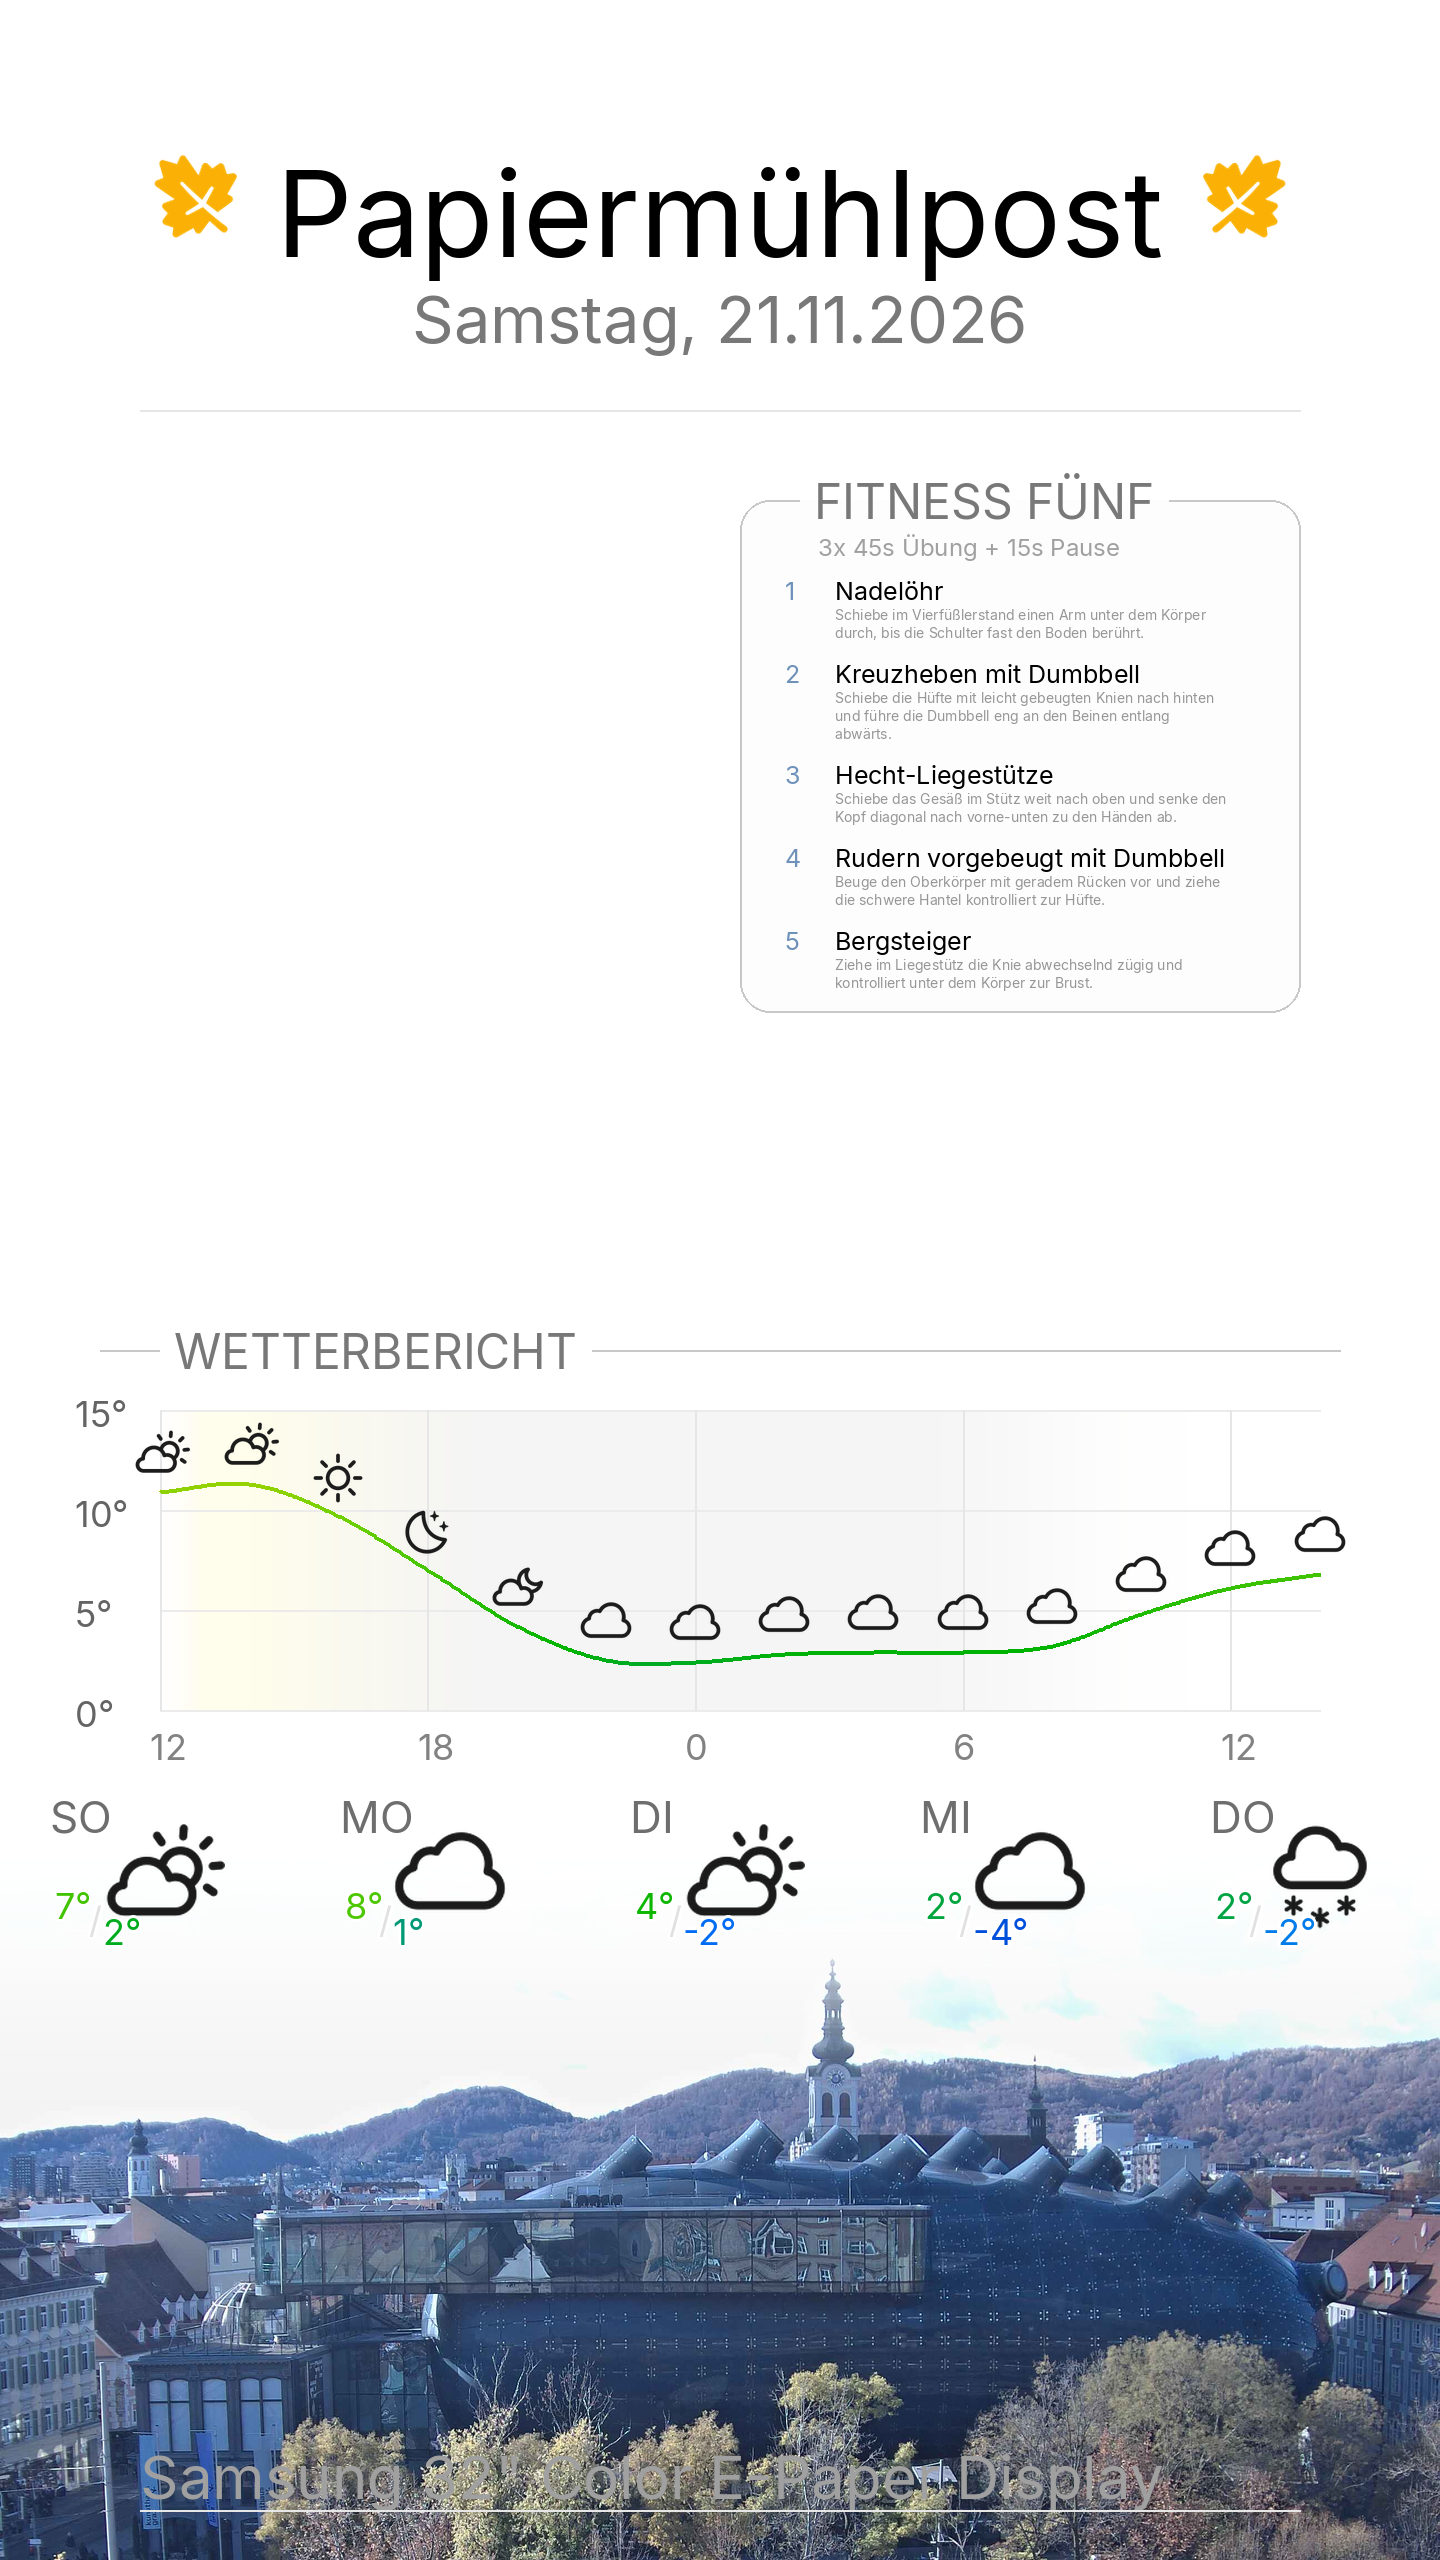 Papiermühlpost
Samstag, 21.11.2026
FITNESS FÜNF
3x 45s Übung + 15s Pause
1 Nadelöhr
Schiebe im Vierfüßlerstand einen Arm unter dem Körper
durch, bis die Schulter fast den Boden berührt.
2 Kreuzheben mit Dumbbell
Schiebe die Hüfte mit leicht gebeugten Knien nach hinten
und führe die Dumbbell eng an den Beinen entlang
abwärts.
3 Hecht-Liegestütze
Schiebe das Gesäß im Stütz weit nach oben und senke den
Kopf diagonal nach vorne-unten zu den Händen ab.
4 Rudern vorgebeugt mit Dumbbell
Beuge den Oberkörper mit geradem Rücken vor und ziehe
die schwere Hantel kontrolliert zur Hüfte.
5 Bergsteiger
Ziehe im Liegestütz die Knie abwechselnd zügig und
kontrolliert unter dem Körper zur Brust.
WETTERBERICHT
15°
10°
5°
0°
12 18 0 6 12
SO MO DI MI DO
7°/2° 8°/1° 4°/-2° 2°/-4° 2°/-2°
Samsung 32" Color E-Paper Display